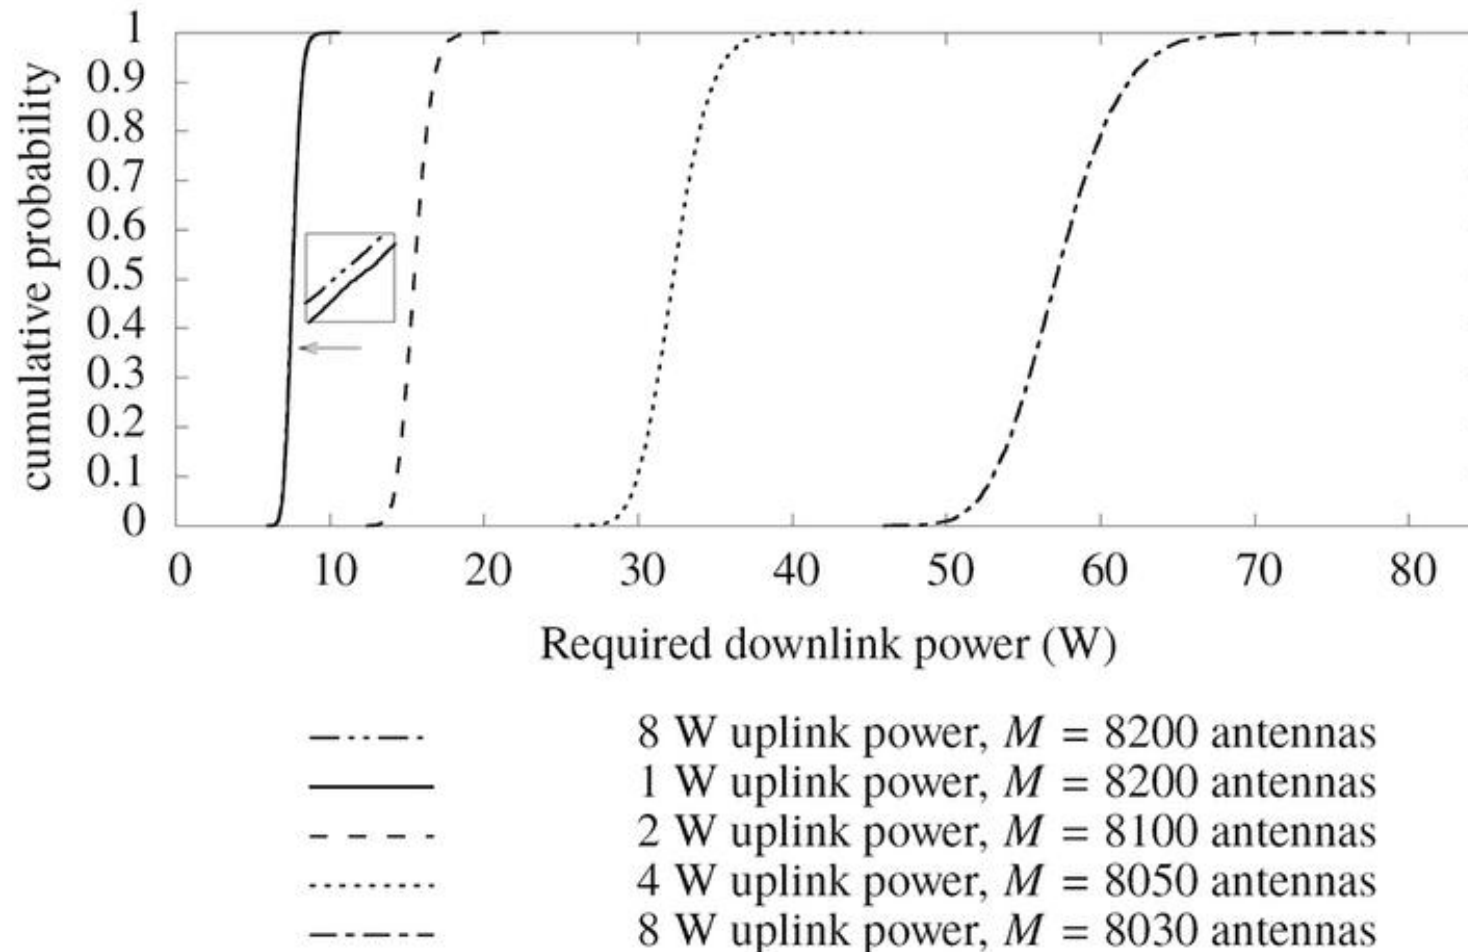 1
0.9
0.8
0.7
0.6
0.5
0.4
0.3
0.2
0.1
0
cumulative probability
0 10 20 30 40 50 60 70 80
Required downlink power (W)
8 W uplink power, M = 8200 antennas
1 W uplink power, M = 8200 antennas
2 W uplink power, M = 8100 antennas
4 W uplink power, M = 8050 antennas
8 W uplink power, M = 8030 antennas